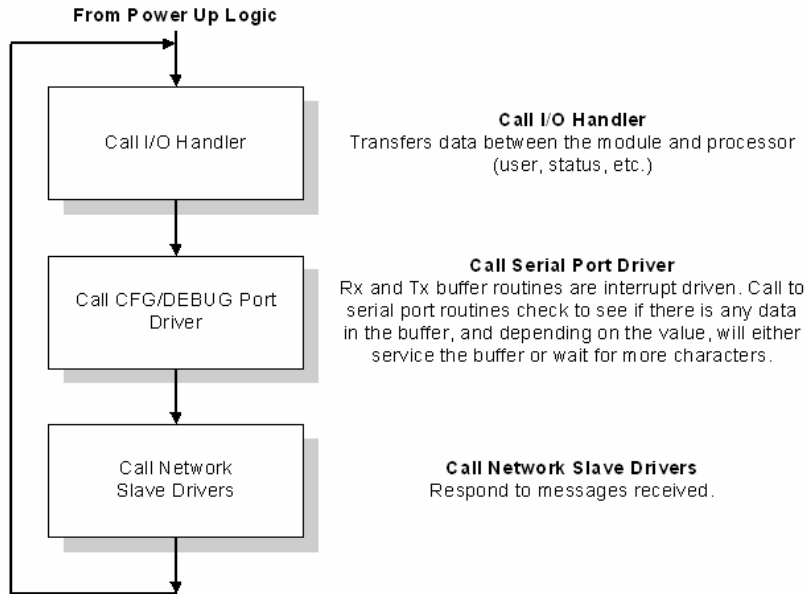 From Power Up Logic
Call I/O Handler
Call I/O Handler
Transfers data between the module and processor
(user, status, etc.)
Call CFG/DEBUG Port
Driver
Call Serial Port Driver
Rx and Tx buffer routines are interrupt driven. Call to
serial port routines check to see if there is any data
in the buffer, and depending on the value, will either
service the buffer or wait for more characters.
Call Network
Slave Drivers
Call Network Slave Drivers
Respond to messages received.